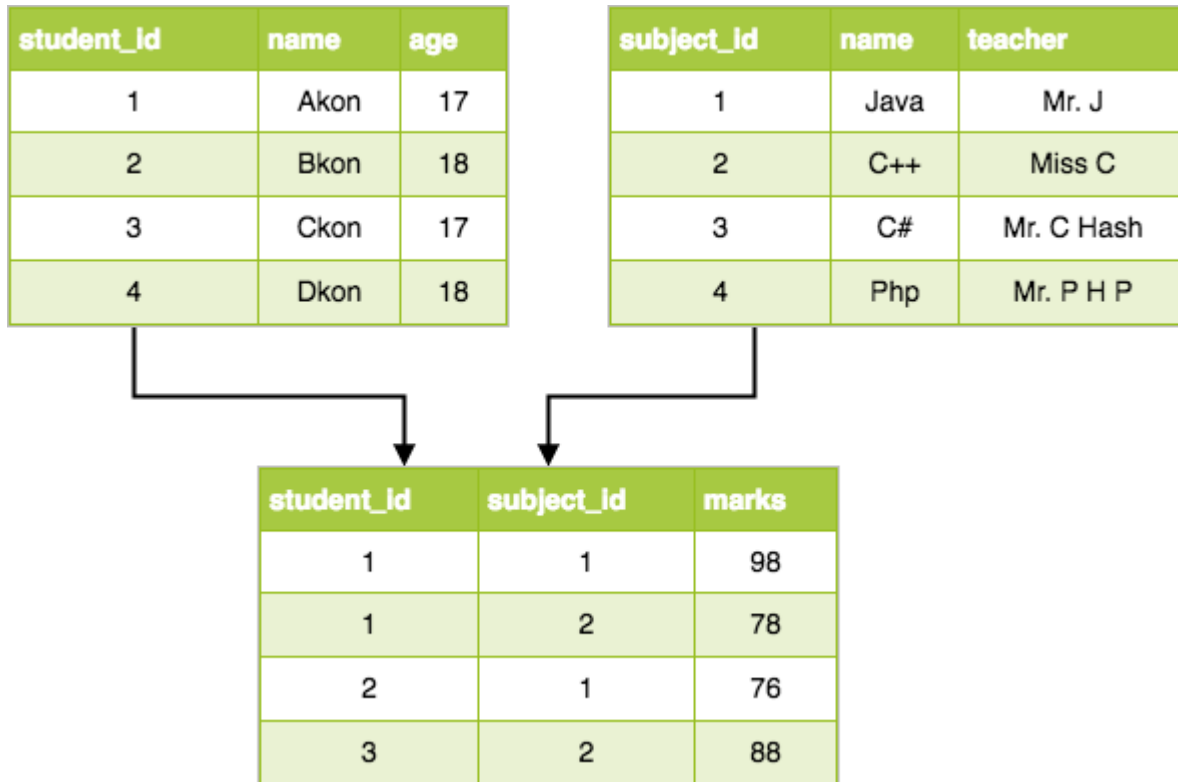 student_id name age
1 Akon 17
2 Bkon 18
3 Ckon 17
4 Dkon 18
subject_id name teacher
1 Java Mr. J
2 C++ Miss C
3 C# Mr. C Hash
4 Php Mr. P H P
student_id subject_id marks
1 1 98
1 2 78
2 1 76
3 2 88